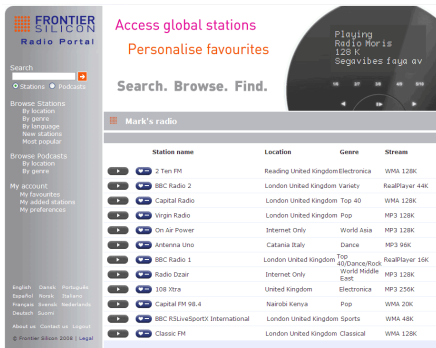 FRONTIER
SILICON
Radio Portal
Access global stations
Personalise favourites
Search. Browse. Find.
Playing
Radio Moris
128 K
Segavibes faya av
Search
Stations Podcasts
Browse Stations
By location
By genre
By language
New stations
Most popular
Browse Podcasts
By location
By genre
My account
My favourites
My added stations
My preferences
English Dansk Português
Español Norsk Italiano
Français Svensk Nederlands
Deutsch Suomi
About us Contact us Logout
© Frontier Silicon 2008 | Legal
Mark's radio
Station name Location Genre Stream
2 Ten FM Reading United Kingdom Electronica WMA 128K
BBC Radio 2 London United Kingdom Variety RealPlayer 44K
Capital Radio London United Kingdom Top 40 WMA 128K
Virgin Radio London United Kingdom Pop MP3 128K
On Air Power Internet Only World Asia MP3 128K
Antenna Uno Catania Italy Dance MP3 96K
BBC Radio 1 London United Kingdom Top 40/Dance/Rock RealPlayer 16K
Radio Dzair Internet Only World Middle East MP3 128K
108 Xtra United Kingdom Electronica MP3 256K
Capital FM 98.4 Nairobi Kenya Pop WMA 20K
BBC R5LiveSportX International London United Kingdom Sports WMA 48K
Classic FM London United Kingdom Classical WMA 128K